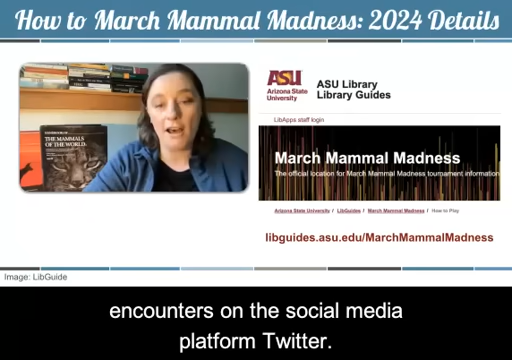 How to March Mammal Madness: 2024 Details
THE MAMMALS
OF THE WORLD
ASU
Arizona State
University
ASU Library
Library Guides
LibApps staff login
March Mammal Madness
The official location for March Mammal Madness tournament information
Arizona State University / LibGuides / March Mammal Madness / How to Play
libguides.asu.edu/MarchMammalMadness
Image: LibGuide
encounters on the social media
platform Twitter.